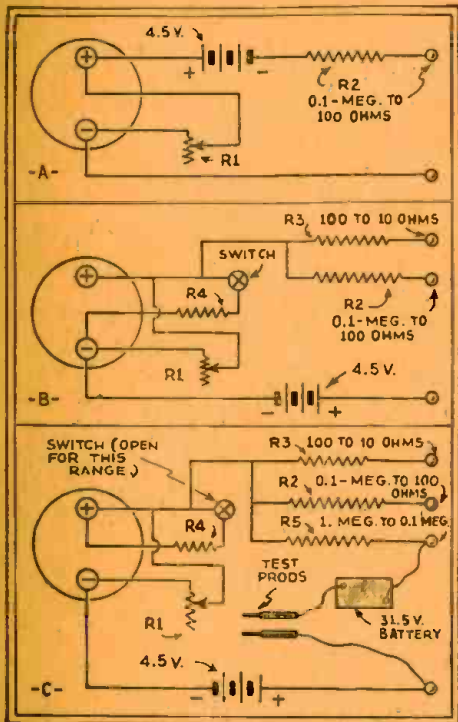 4.5 V.
+
+ -
R2
0.1-MEG. TO
100 OHMS
-
R1
-A-
R3 100 TO 10 OHMS
SWITCH
+
R4
R2
0.1-MEG. TO
100 OHMS
-
R1
4.5 V.
-B-
- +
SWITCH (OPEN
FOR THIS
RANGE.)
R3 100 TO 10 OHMS
R2 0.1-MEG. TO 100
OHMS
+
R4
R5 1. MEG. TO 0.1 MEG.
-
TEST
PRODS
R1
31.5 V.
BATTERY
4.5 V.
-C-
- +